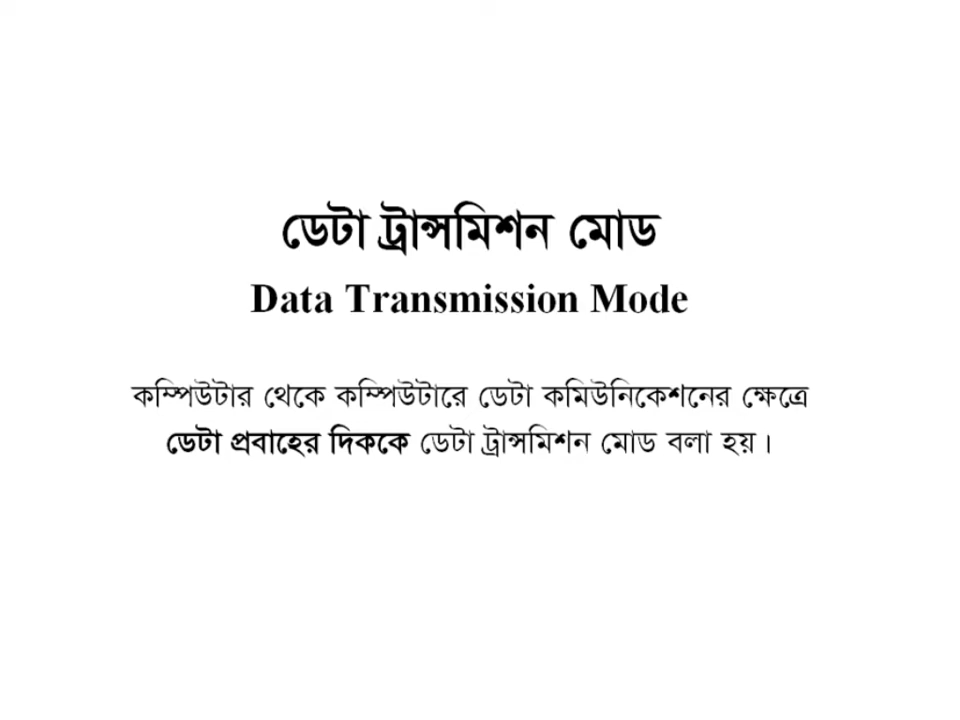 ডেটা ট্রান্সমিশন মোড
Data Transmission Mode
কম্পিউটার থেকে কম্পিউটারে ডেটা কমিউনিকেশনের ক্ষেত্রে
ডেটা প্রবাহের দিককে ডেটা ট্রান্সমিশন মোড বলা হয়।